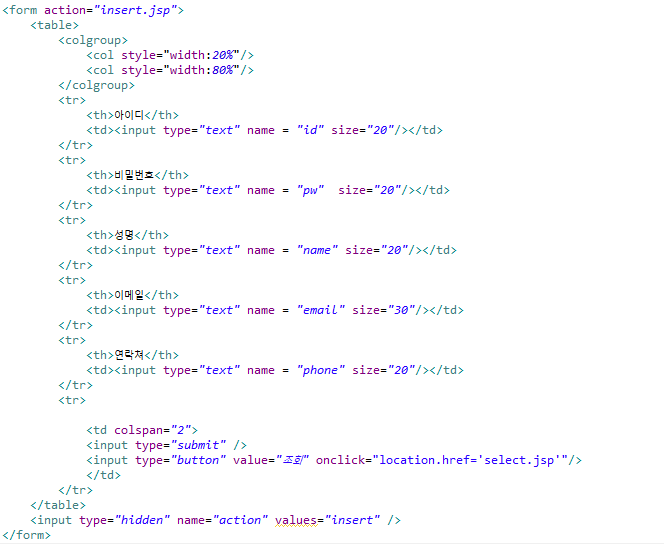 <form action="insert.jsp">
    <table>
        <colgroup>
            <col style="width:20%"/>
            <col style="width:80%"/>
        </colgroup>
        <tr>
            <th>아이디</th>
            <td><input type="text" name = "id" size="20"/></td>
        </tr>
        <tr>
            <th>비밀번호</th>
            <td><input type="text" name = "pw"  size="20"/></td>
        </tr>
        <tr>
            <th>성명</th>
            <td><input type="text" name = "name" size="20"/></td>
        </tr>
        <tr>
            <th>이메일</th>
            <td><input type="text" name = "email" size="30"/></td>
        </tr>
        <tr>
            <th>연락쳐</th>
            <td><input type="text" name = "phone" size="20"/></td>
        </tr>
        <tr>
            <td colspan="2">
            <input type="submit" />
            <input type="button" value="조회" onclick="location.href='select.jsp'"/>
            </td>
        </tr>
    </table>
    <input type="hidden" name="action" values="insert" />
</form>